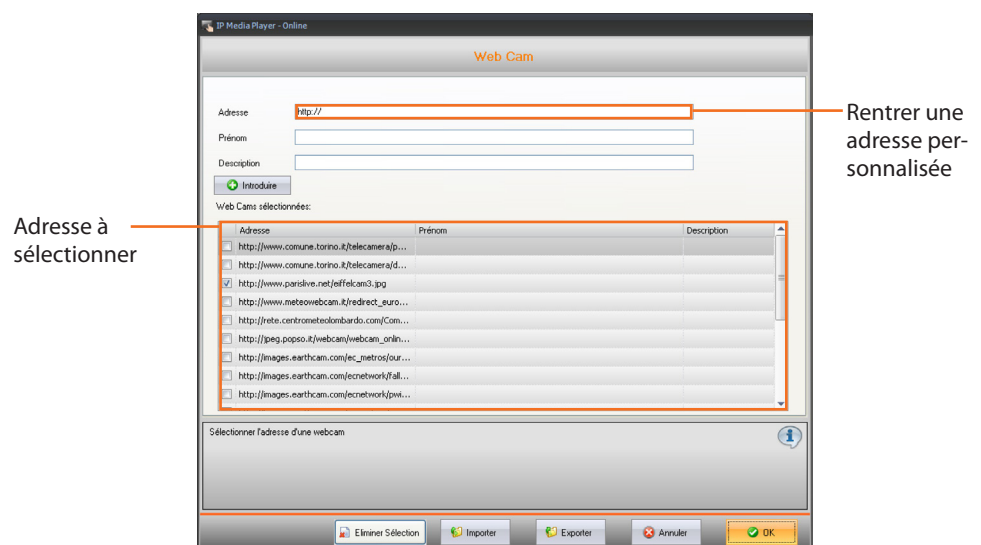 IP Media Player - Online
Web Cam
Adresse
http://
Prénom
Description
Introduire
Web Cams sélectionnées:
Adresse Prénom Description
http://www.comune.torino.it/telecamera/p...
http://www.comune.torino.it/telecamera/d...
http://www.parislive.net/eiffelcam3.jpg
http://www.meteowebcam.it/redirect_euro...
http://rete.centrometeolombardo.com/Com...
http://jpeg.popso.it/webcam/webcam_onlin...
http://images.earthcam.com/ec_metros/our...
http://images.earthcam.com/ecnetwork/fall...
http://images.earthcam.com/ecnetwork/pwi...
Sélectionner l'adresse d'une webcam
Eliminer Sélection
Importer
Exporter
Annuler
OK
Rentrer une
adresse per-
sonnalisée
Adresse à
sélectionner